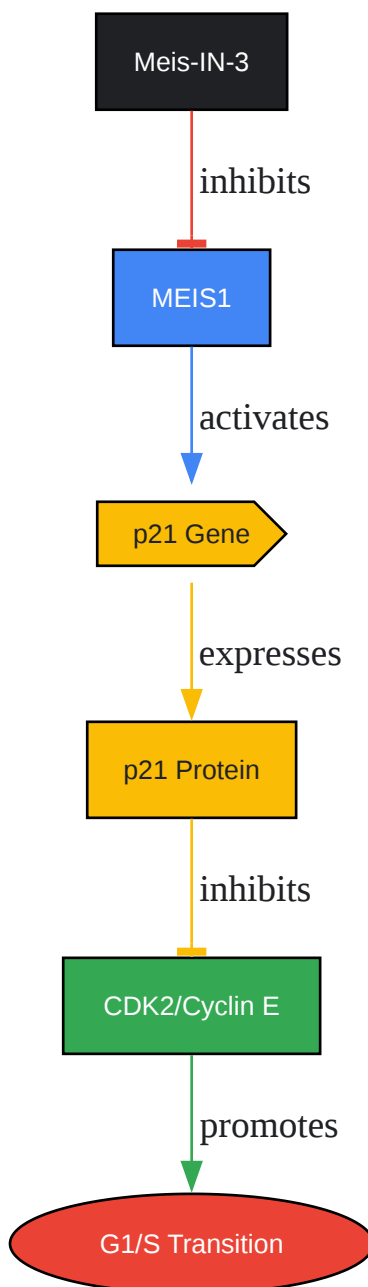 Meis-IN-3
inhibits
MEIS1
activates
p21 Gene
expresses
p21 Protein
inhibits
CDK2/Cyclin E
promotes
G1/S Transition